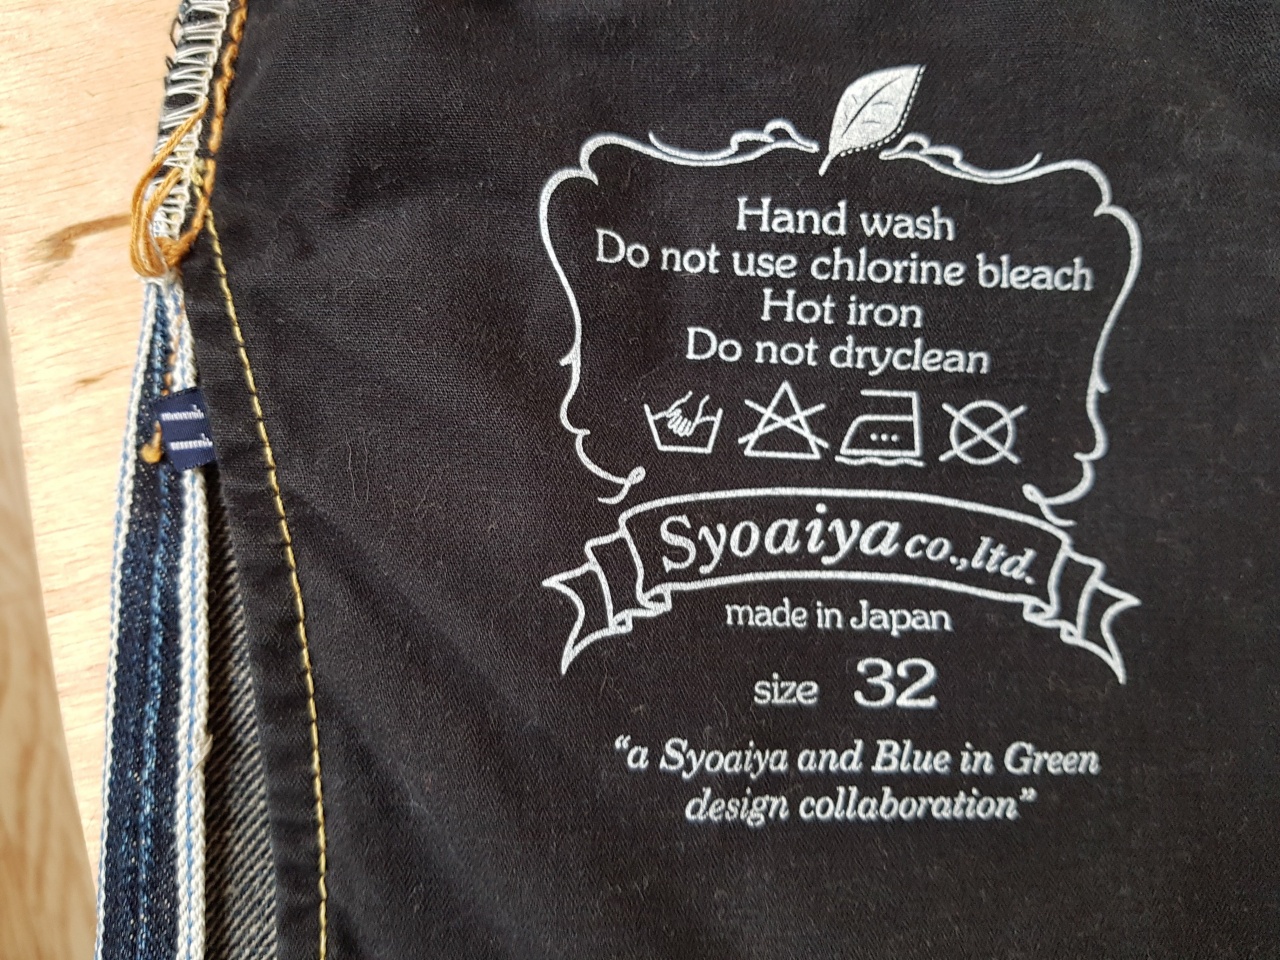 Hand wash
Do not use chlorine bleach
Hot iron
Do not dryclean
Syoaiya co.,ltd.
made in Japan
size 32
“a Syoaiya and Blue in Green
design collaboration”